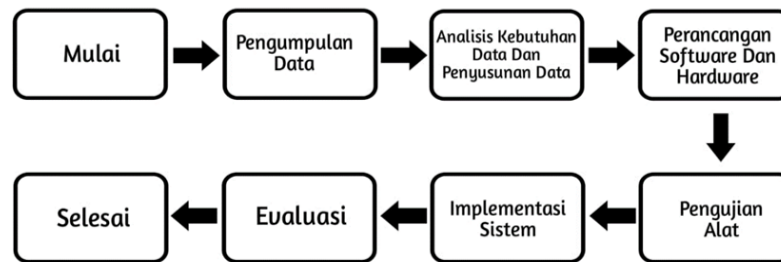 Mulai
Pengumpulan
Data
Analisis Kebutuhan
Data Dan
Penyusunan Data
Perancangan
Software Dan
Hardware
Pengujian
Alat
Implementasi
Sistem
Evaluasi
Selesai